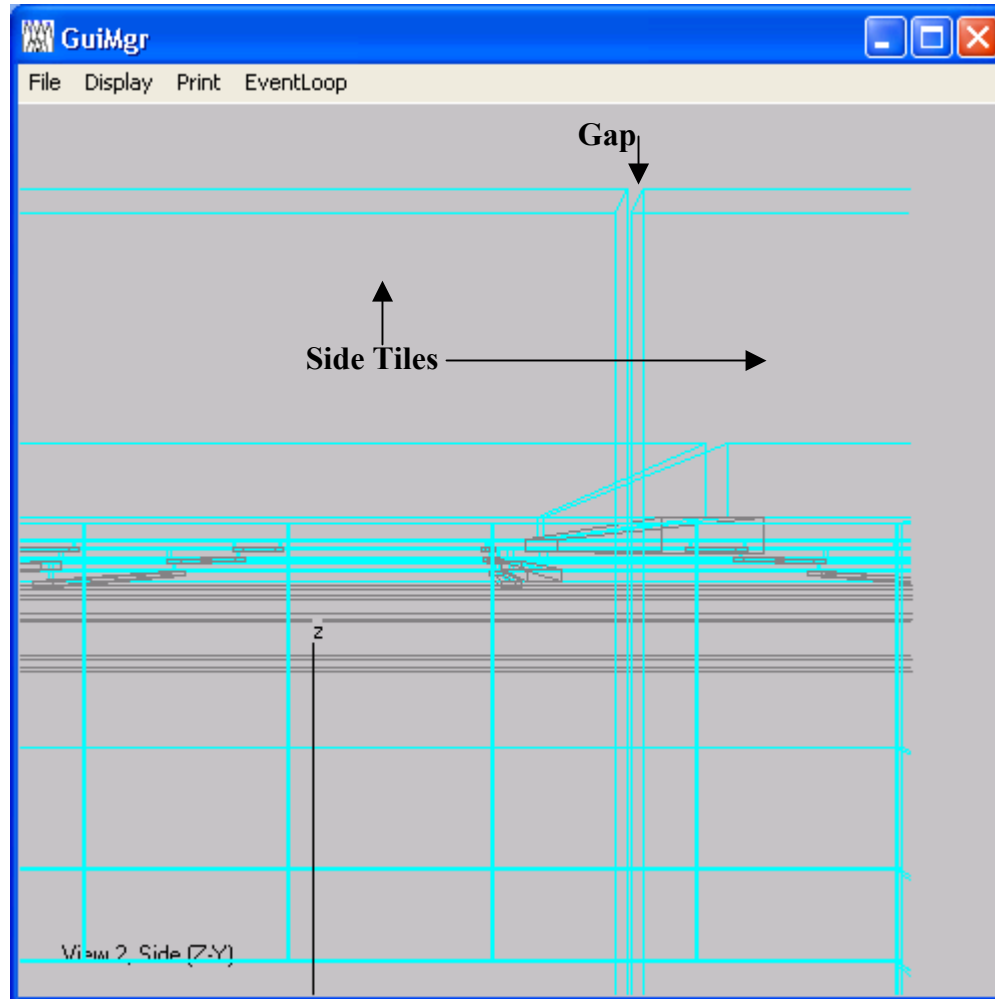 GuiMgr
File Display Print EventLoop
Gap
Side Tiles
z
View 2, Side (Z-Y)